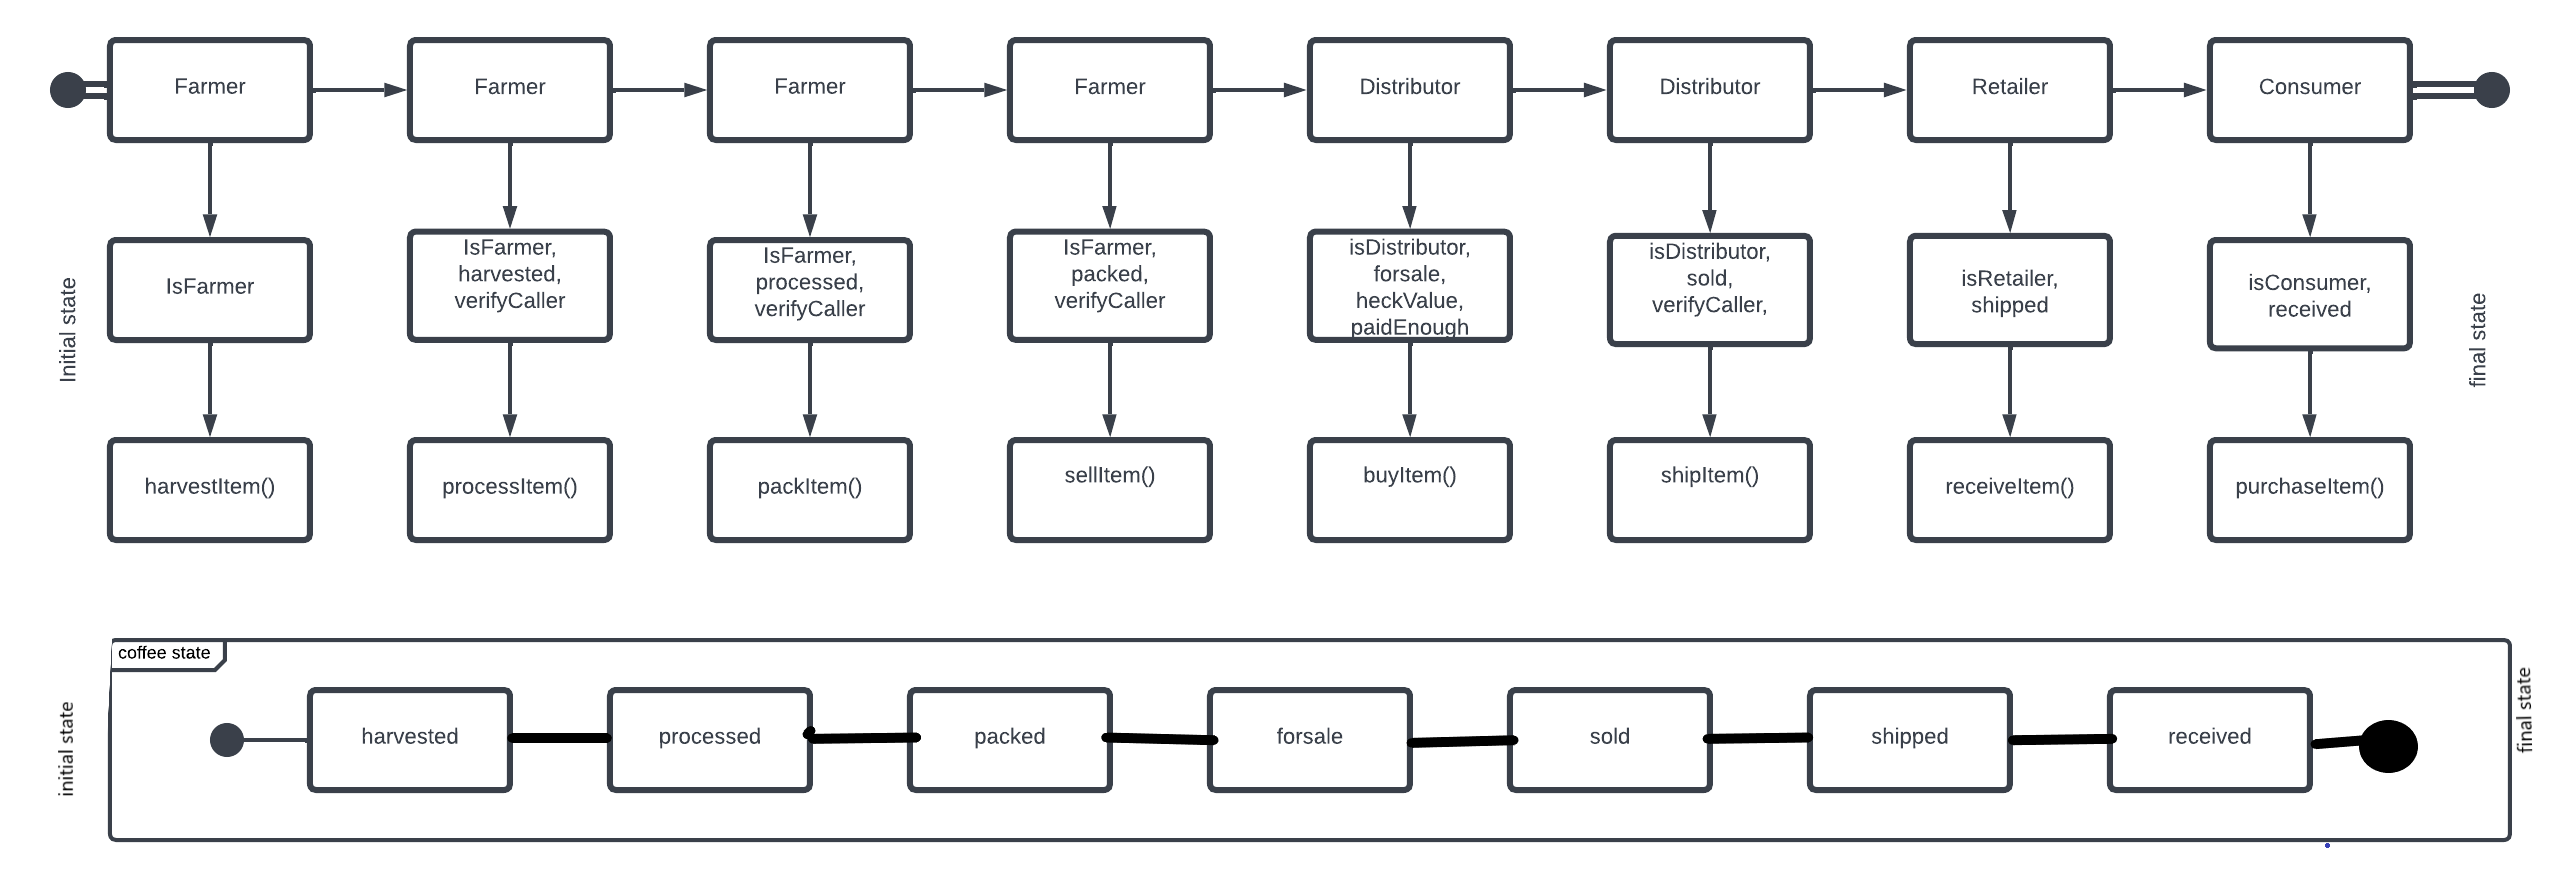 Farmer
Farmer
Farmer
Farmer
Distributor
Distributor
Retailer
Consumer
Initial state
IsFarmer
IsFarmer,
harvested,
verifyCaller
IsFarmer,
processed,
verifyCaller
IsFarmer,
packed,
verifyCaller
isDistributor,
forsale,
heckValue,
paidEnough
isDistributor,
sold,
verifyCaller,
isRetailer,
shipped
isConsumer,
received
final state
harvestItem()
processItem()
packItem()
sellItem()
buyItem()
shipItem()
receiveItem()
purchaseItem()
coffee state
initial state
harvested
processed
packed
forsale
sold
shipped
received
final state